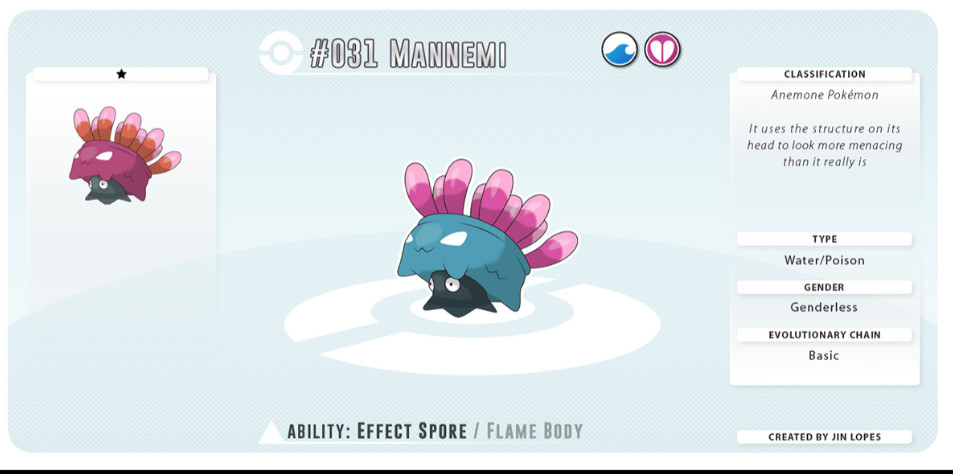 #031 Mannemi
★
CLASSIFICATION
Anemone Pokémon
It uses the structure on its
head to look more menacing
than it really is
TYPE
Water/Poison
GENDER
Genderless
EVOLUTIONARY CHAIN
Basic
ABILITY: EFFECT SPORE / FLAME BODY
CREATED BY JIN LOPES